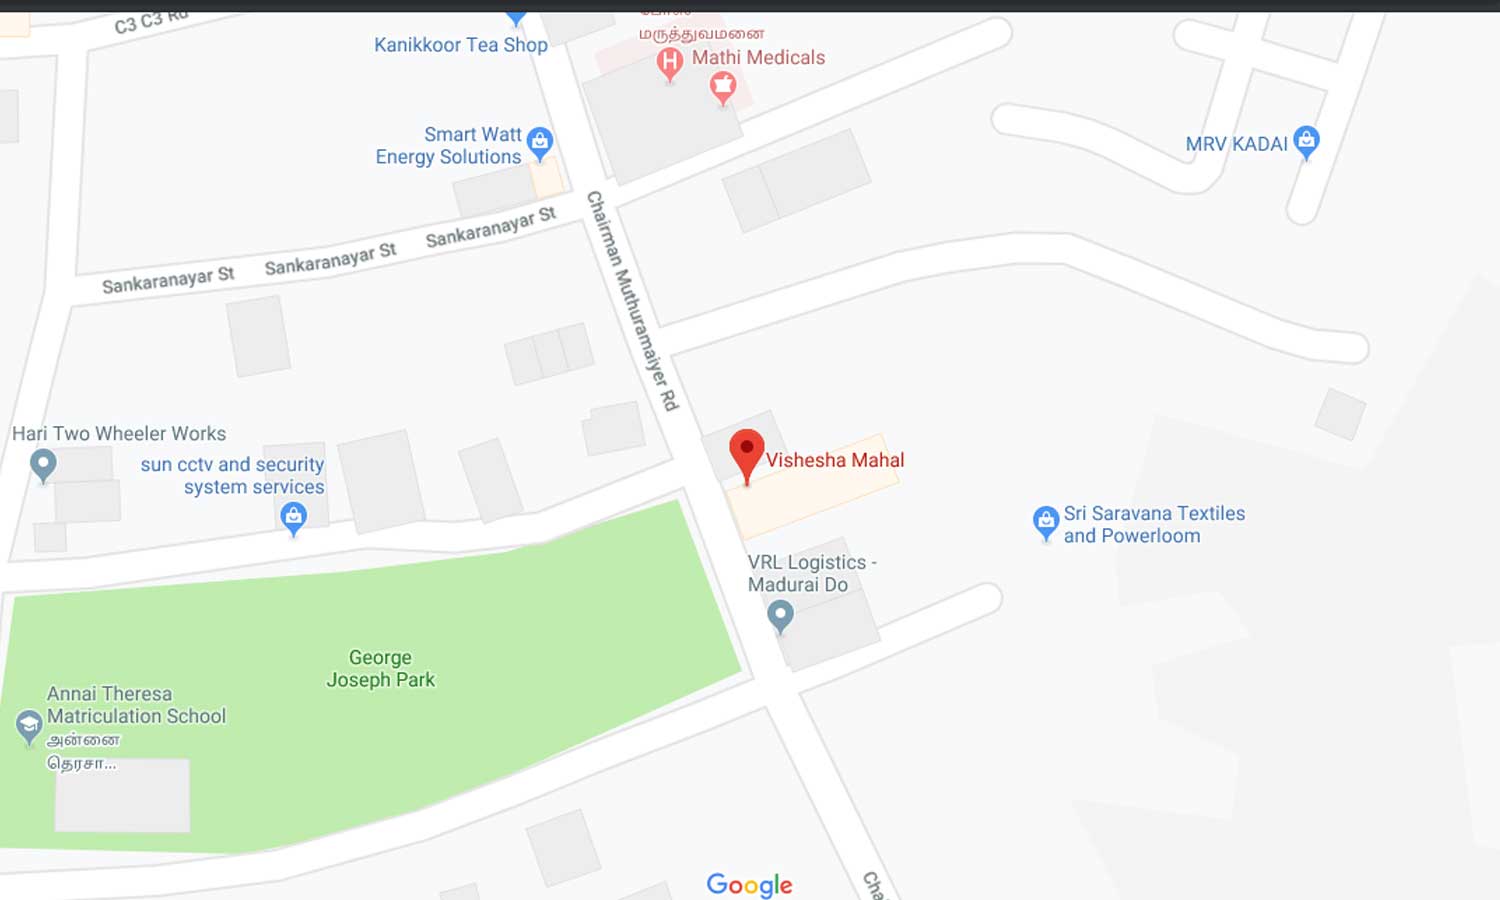 C3 C3 Rd
Kanikkoor Tea Shop
மருத்துவமனை
Mathi Medicals
Smart Watt
Energy Solutions
MRV KADAI
Sankaranayar St
Sankaranayar St
Sankaranayar St
Chairman Muthuramaiyer Rd
Hari Two Wheeler Works
sun cctv and security
system services
Vishesha Mahal
Sri Saravana Textiles
and Powerloom
VRL Logistics -
Madurai Do
George
Joseph Park
Annai Theresa
Matriculation School
அன்னை
தெரசா...
Google
H